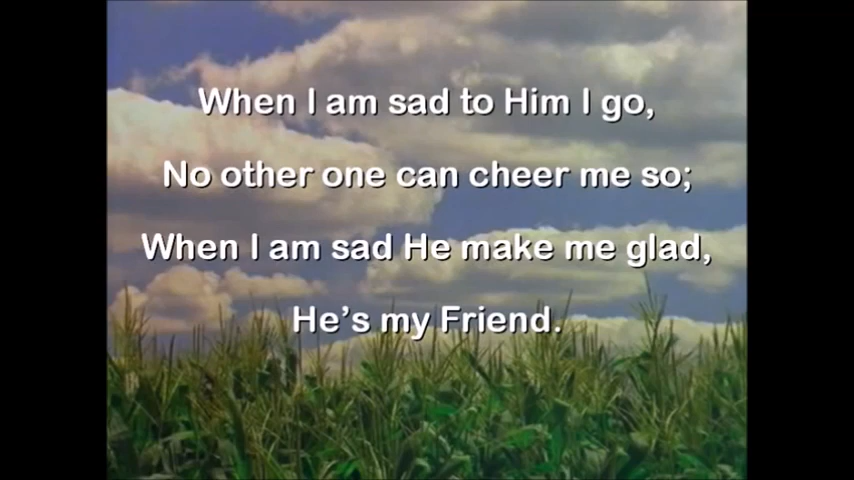 When I am sad to Him I go,
No other one can cheer me so;
When I am sad He make me glad,
He's my Friend.